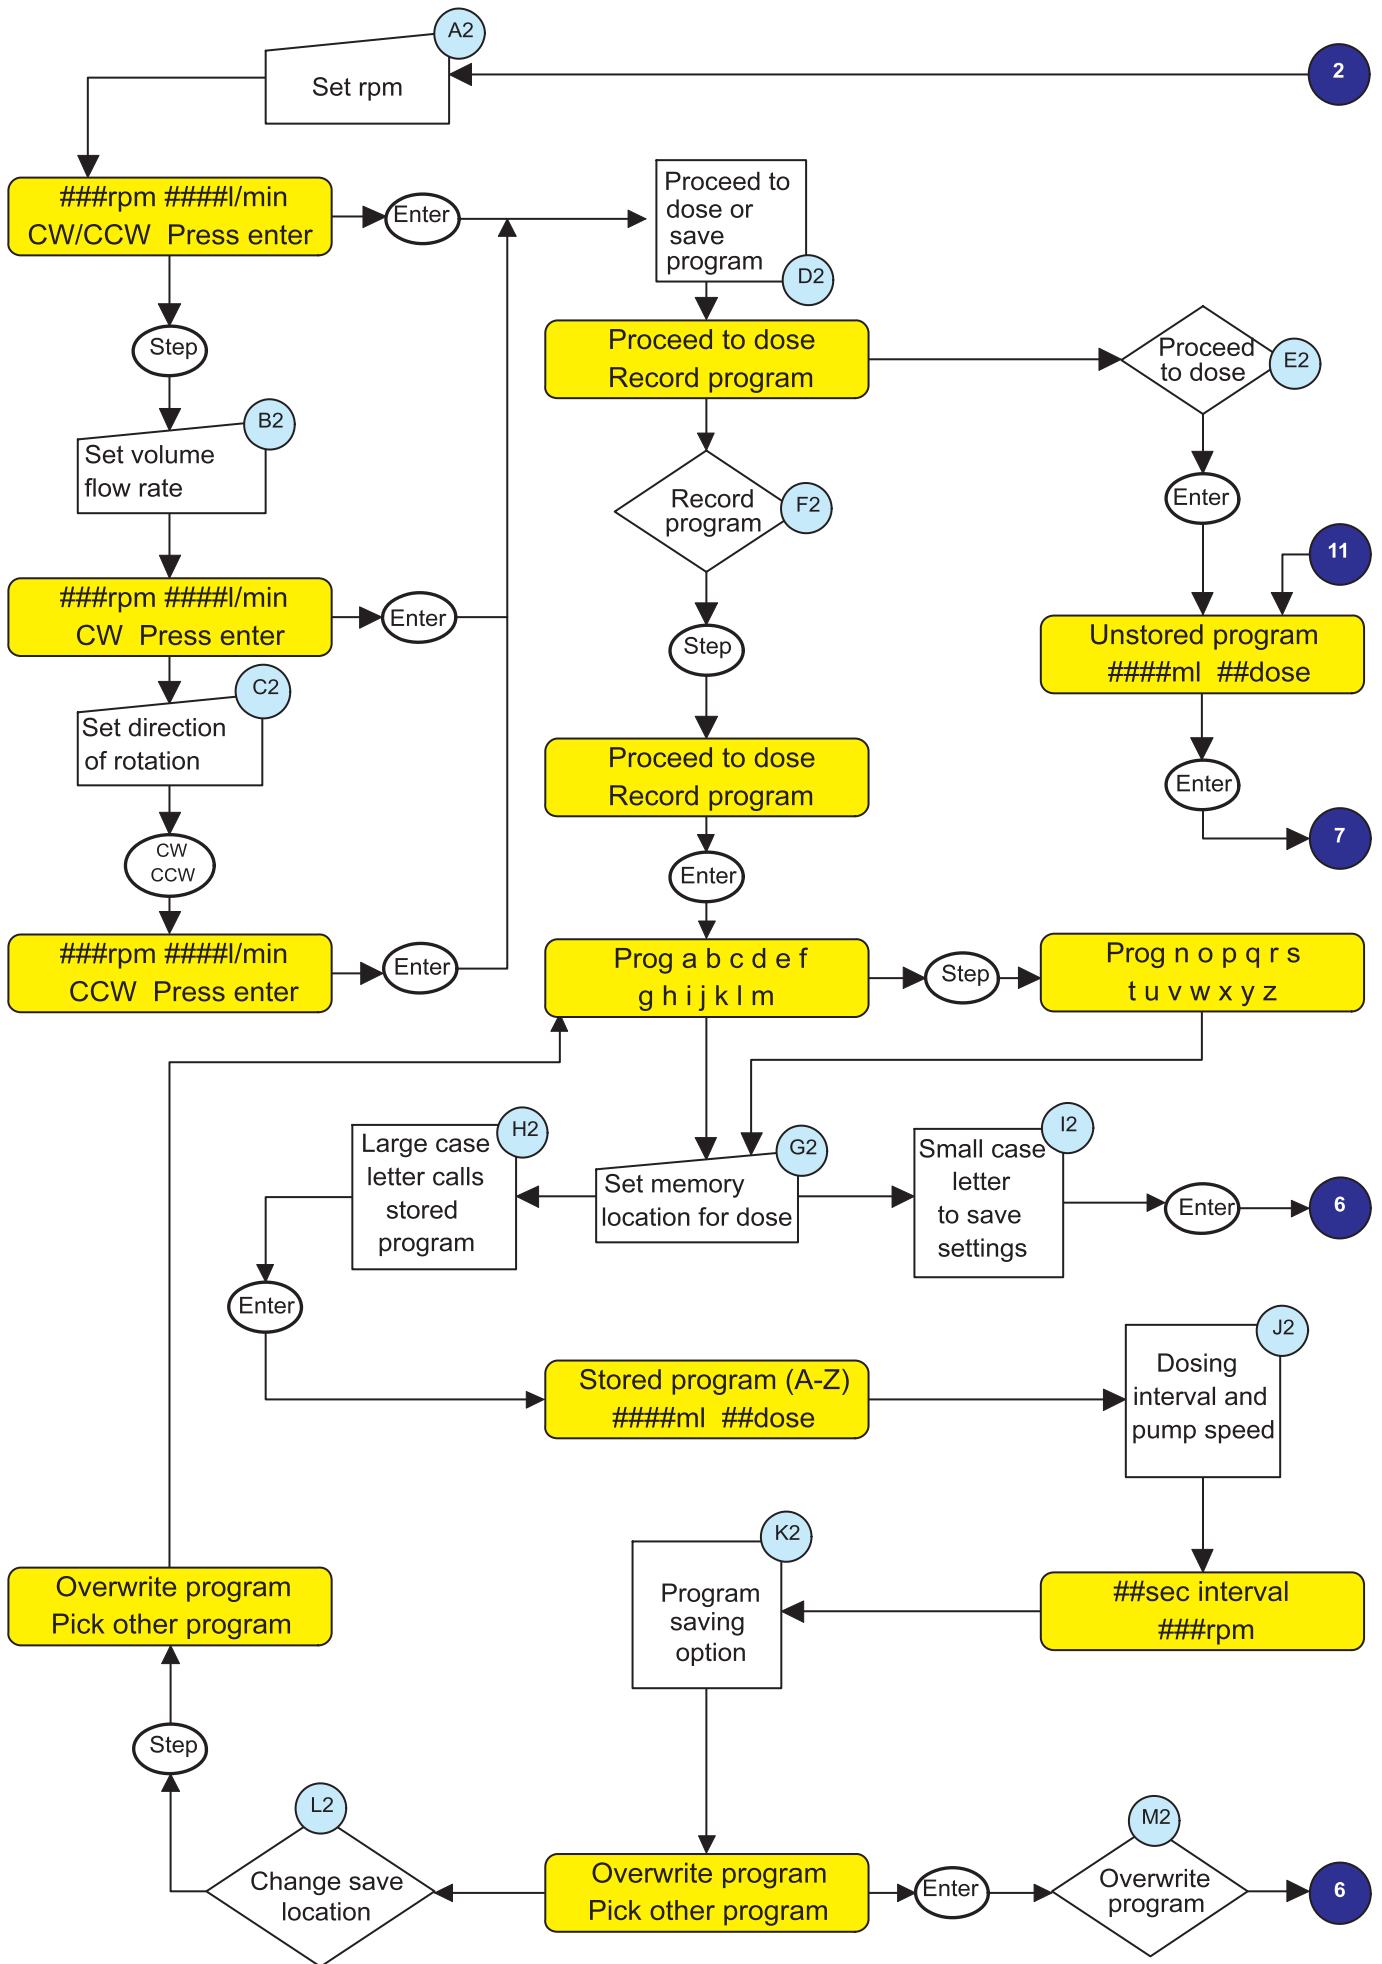 A2
Set rpm
2
###rpm ####l/min
CW/CCW  Press enter
Enter
Proceed to
dose or
save
program
D2
Step
Proceed to dose
Record program
Proceed
to dose
E2
B2
Set volume
flow rate
Record
program
F2
Enter
11
###rpm ####l/min
CW  Press enter
Enter
Step
Unstored program
####ml  ##dose
C2
Set direction
of rotation
Proceed to dose
Record program
Enter
7
CW
CCW
Enter
###rpm ####l/min
CCW  Press enter
Enter
Prog a b c d e f
g h i j k l m
Step
Prog n o p q r s
t u v w x y z
H2
Large case
letter calls
stored
program
G2
Set memory
location for dose
I2
Small case
letter
to save
settings
Enter
6
Enter
Stored program (A-Z)
####ml  ##dose
J2
Dosing
interval and
pump speed
K2
Program
saving
option
##sec interval
###rpm
Overwrite program
Pick other program
Step
L2
Change save
location
Overwrite program
Pick other program
Enter
M2
Overwrite
program
6